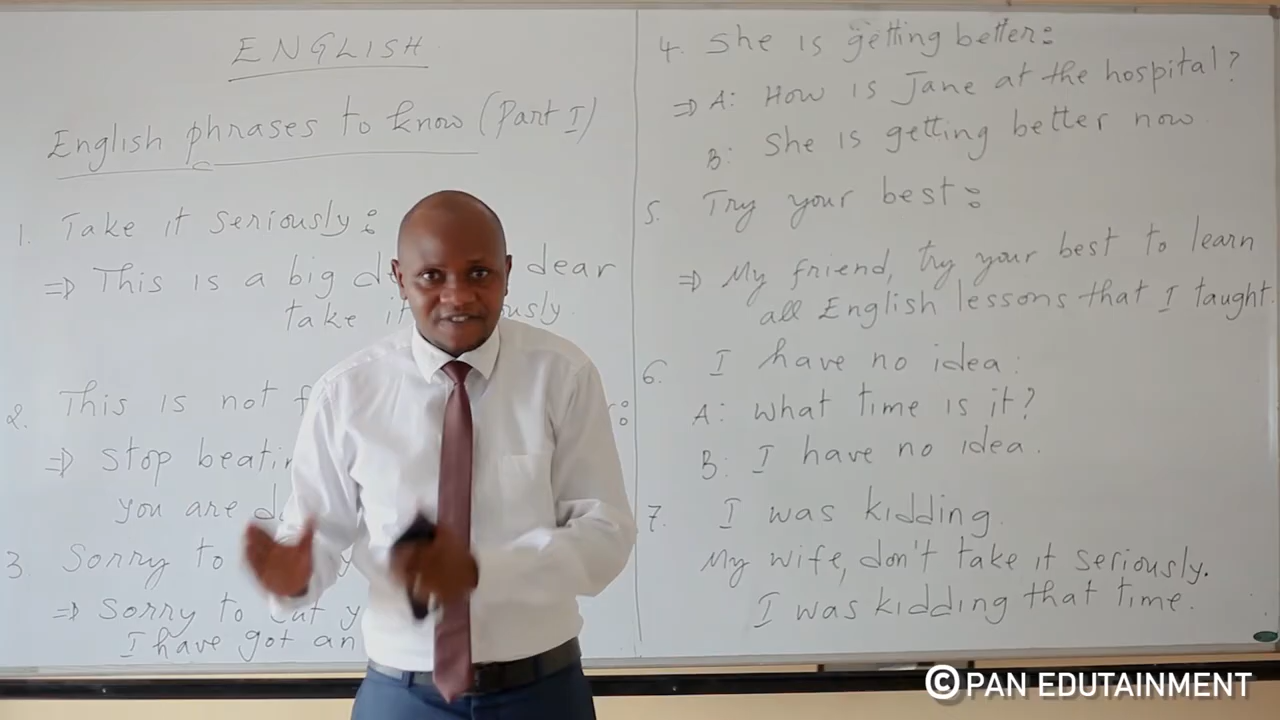 ENGLISH
English phrases to know (Part I)
1. Take it seriously:
⇒ This is a big dear
take it
2. This is not :
⇒ Stop
you are
3. Sorry to
⇒ Sorry to cut
I have got an
4. She is getting better:
⇒ A: How is Jane at the hospital?
B: She is getting better now.
5. Try your best:
⇒ My friend, try your best to learn
all English lessons that I taught.
6. I have no idea:
A: What time is it?
B: I have no idea.
7. I was kidding.
My wife, don't take it seriously.
I was kidding that time.
© PAN EDUTAINMENT